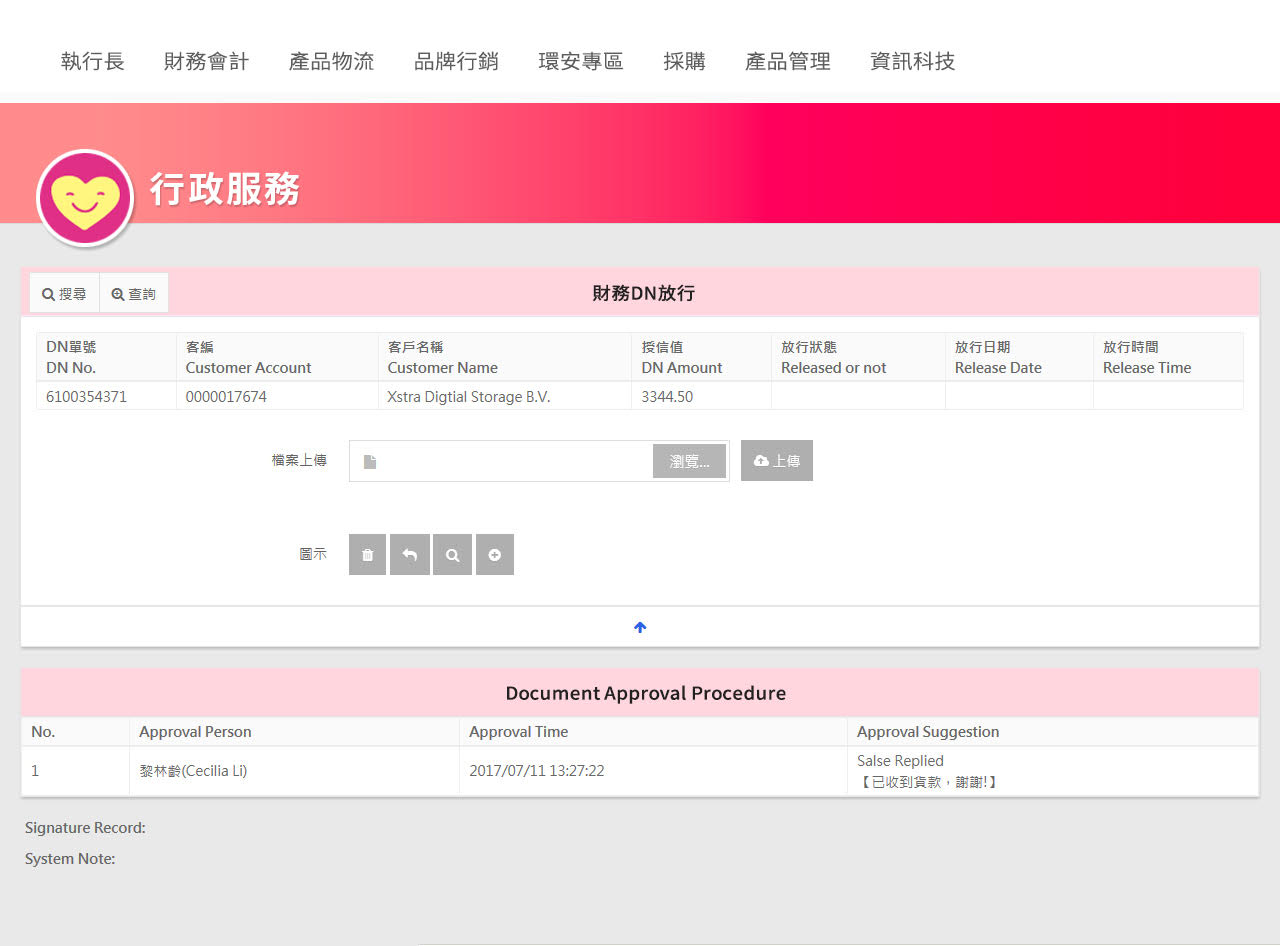 執行長 財務會計 產品物流 品牌行銷 環安專區 採購 產品管理 資訊科技
行政服務
搜尋 查詢 財務DN放行
DN單號 客編 客戶名稱 授信值 放行狀態 放行日期 放行時間
DN No. Customer Account Customer Name DN Amount Released or not Release Date Release Time
6100354371 0000017674 Xstra Digtial Storage B.V. 3344.50
檔案上傳 瀏覽... 上傳
圖示
Document Approval Procedure
No. Approval Person Approval Time Approval Suggestion
1 黎林齡(Cecilia Li) 2017/07/11 13:27:22 Salse Replied
【已收到貨款，謝謝!】
Signature Record:
System Note: